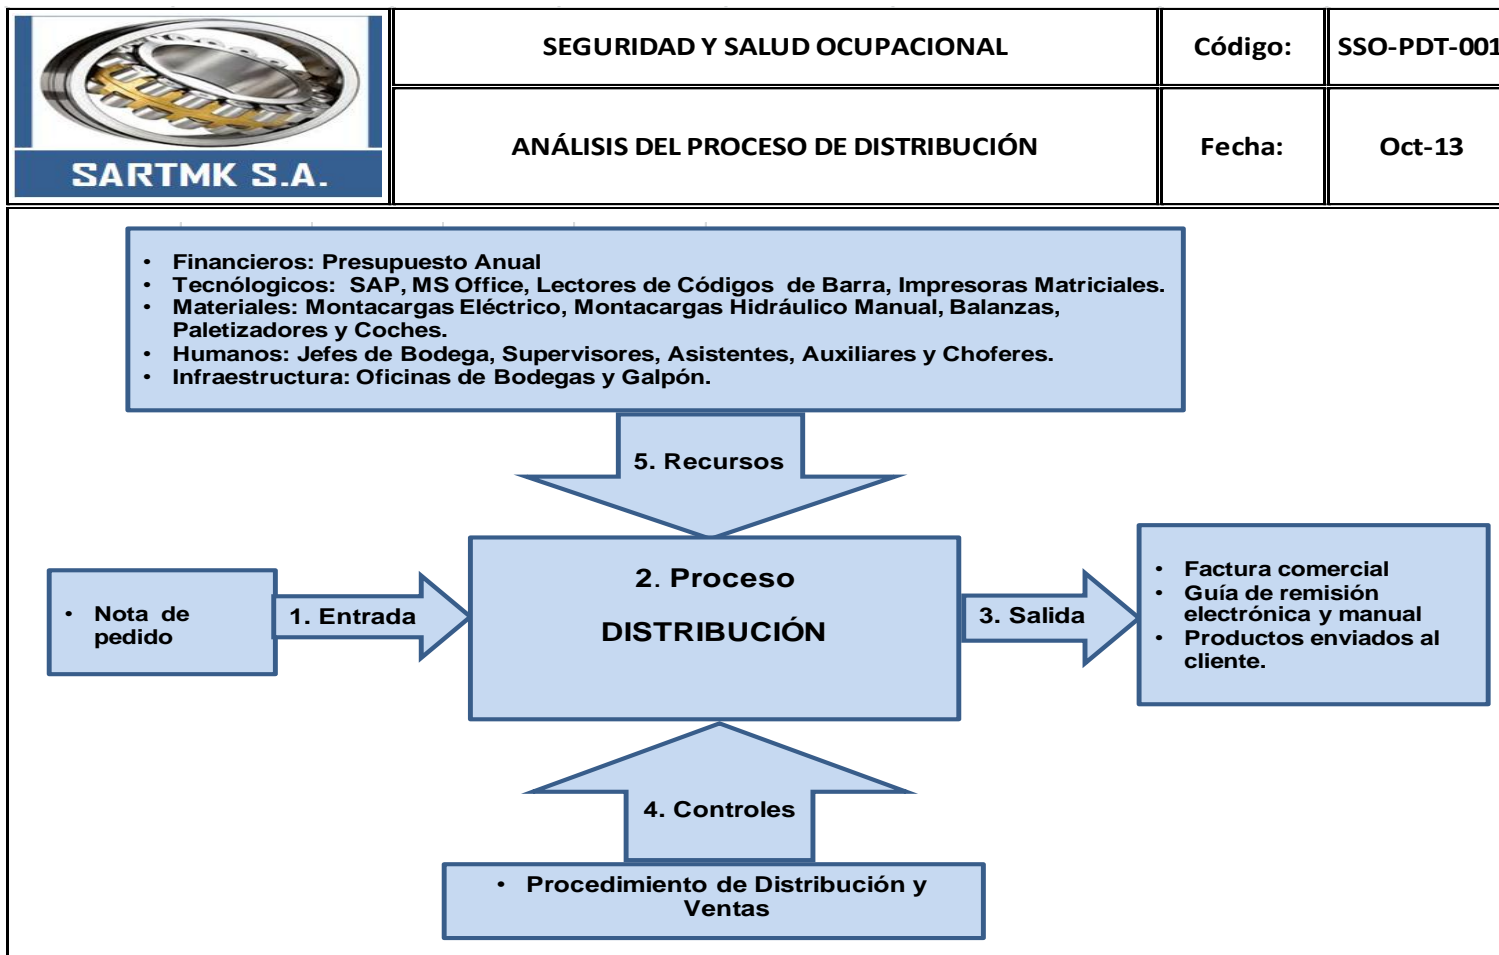 SARTMK S.A.
SEGURIDAD Y SALUD OCUPACIONAL
Código:
SSO-PDT-001
ANÁLISIS DEL PROCESO DE DISTRIBUCIÓN
Fecha:
Oct-13
• Financieros: Presupuesto Anual
• Tecnólogicos: SAP, MS Office, Lectores de Códigos de Barra, Impresoras Matriciales.
• Materiales: Montacargas Eléctrico, Montacargas Hidráulico Manual, Balanzas,
Paletizadores y Coches.
• Humanos: Jefes de Bodega, Supervisores, Asistentes, Auxiliares y Choferes.
• Infraestructura: Oficinas de Bodegas y Galpón.
5. Recursos
• Nota de
pedido
1. Entrada
2. Proceso
DISTRIBUCIÓN
3. Salida
• Factura comercial
• Guía de remisión
electrónica y manual
• Productos enviados al
cliente.
4. Controles
• Procedimiento de Distribución y
Ventas